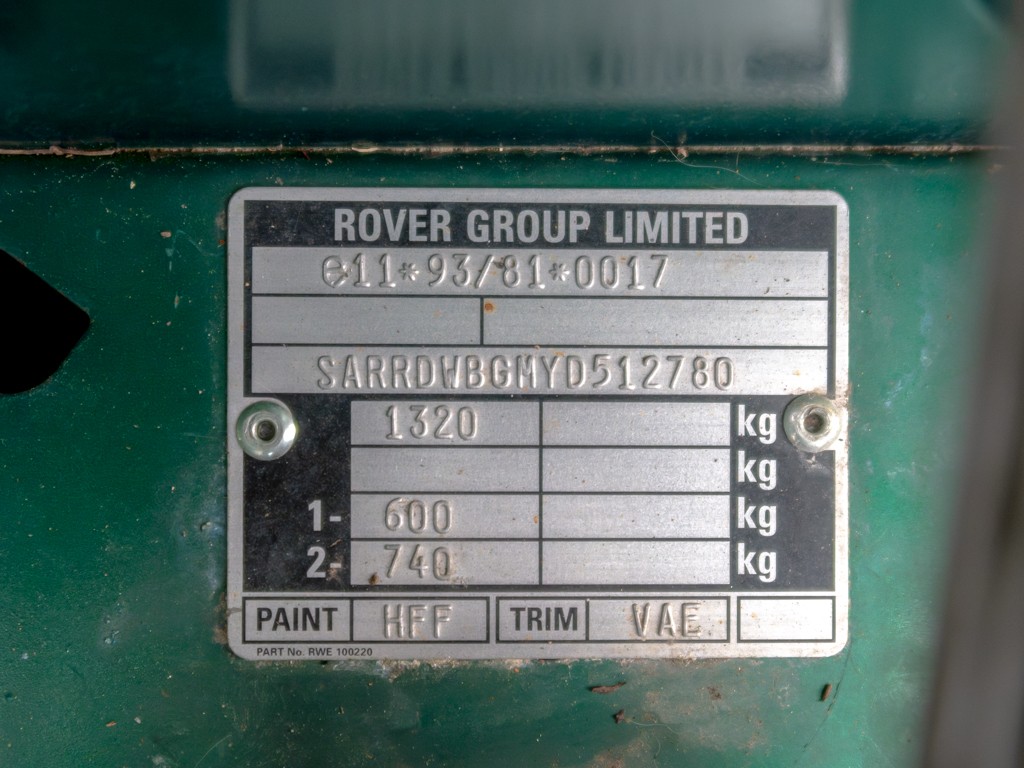 ROVER GROUP LIMITED
e11*93/81*0017
SARRDWBGMYD512780
1320 kg
kg
1- 600 kg
2- 740 kg
PAINT HFF TRIM VAE
PART No. RWE 100220